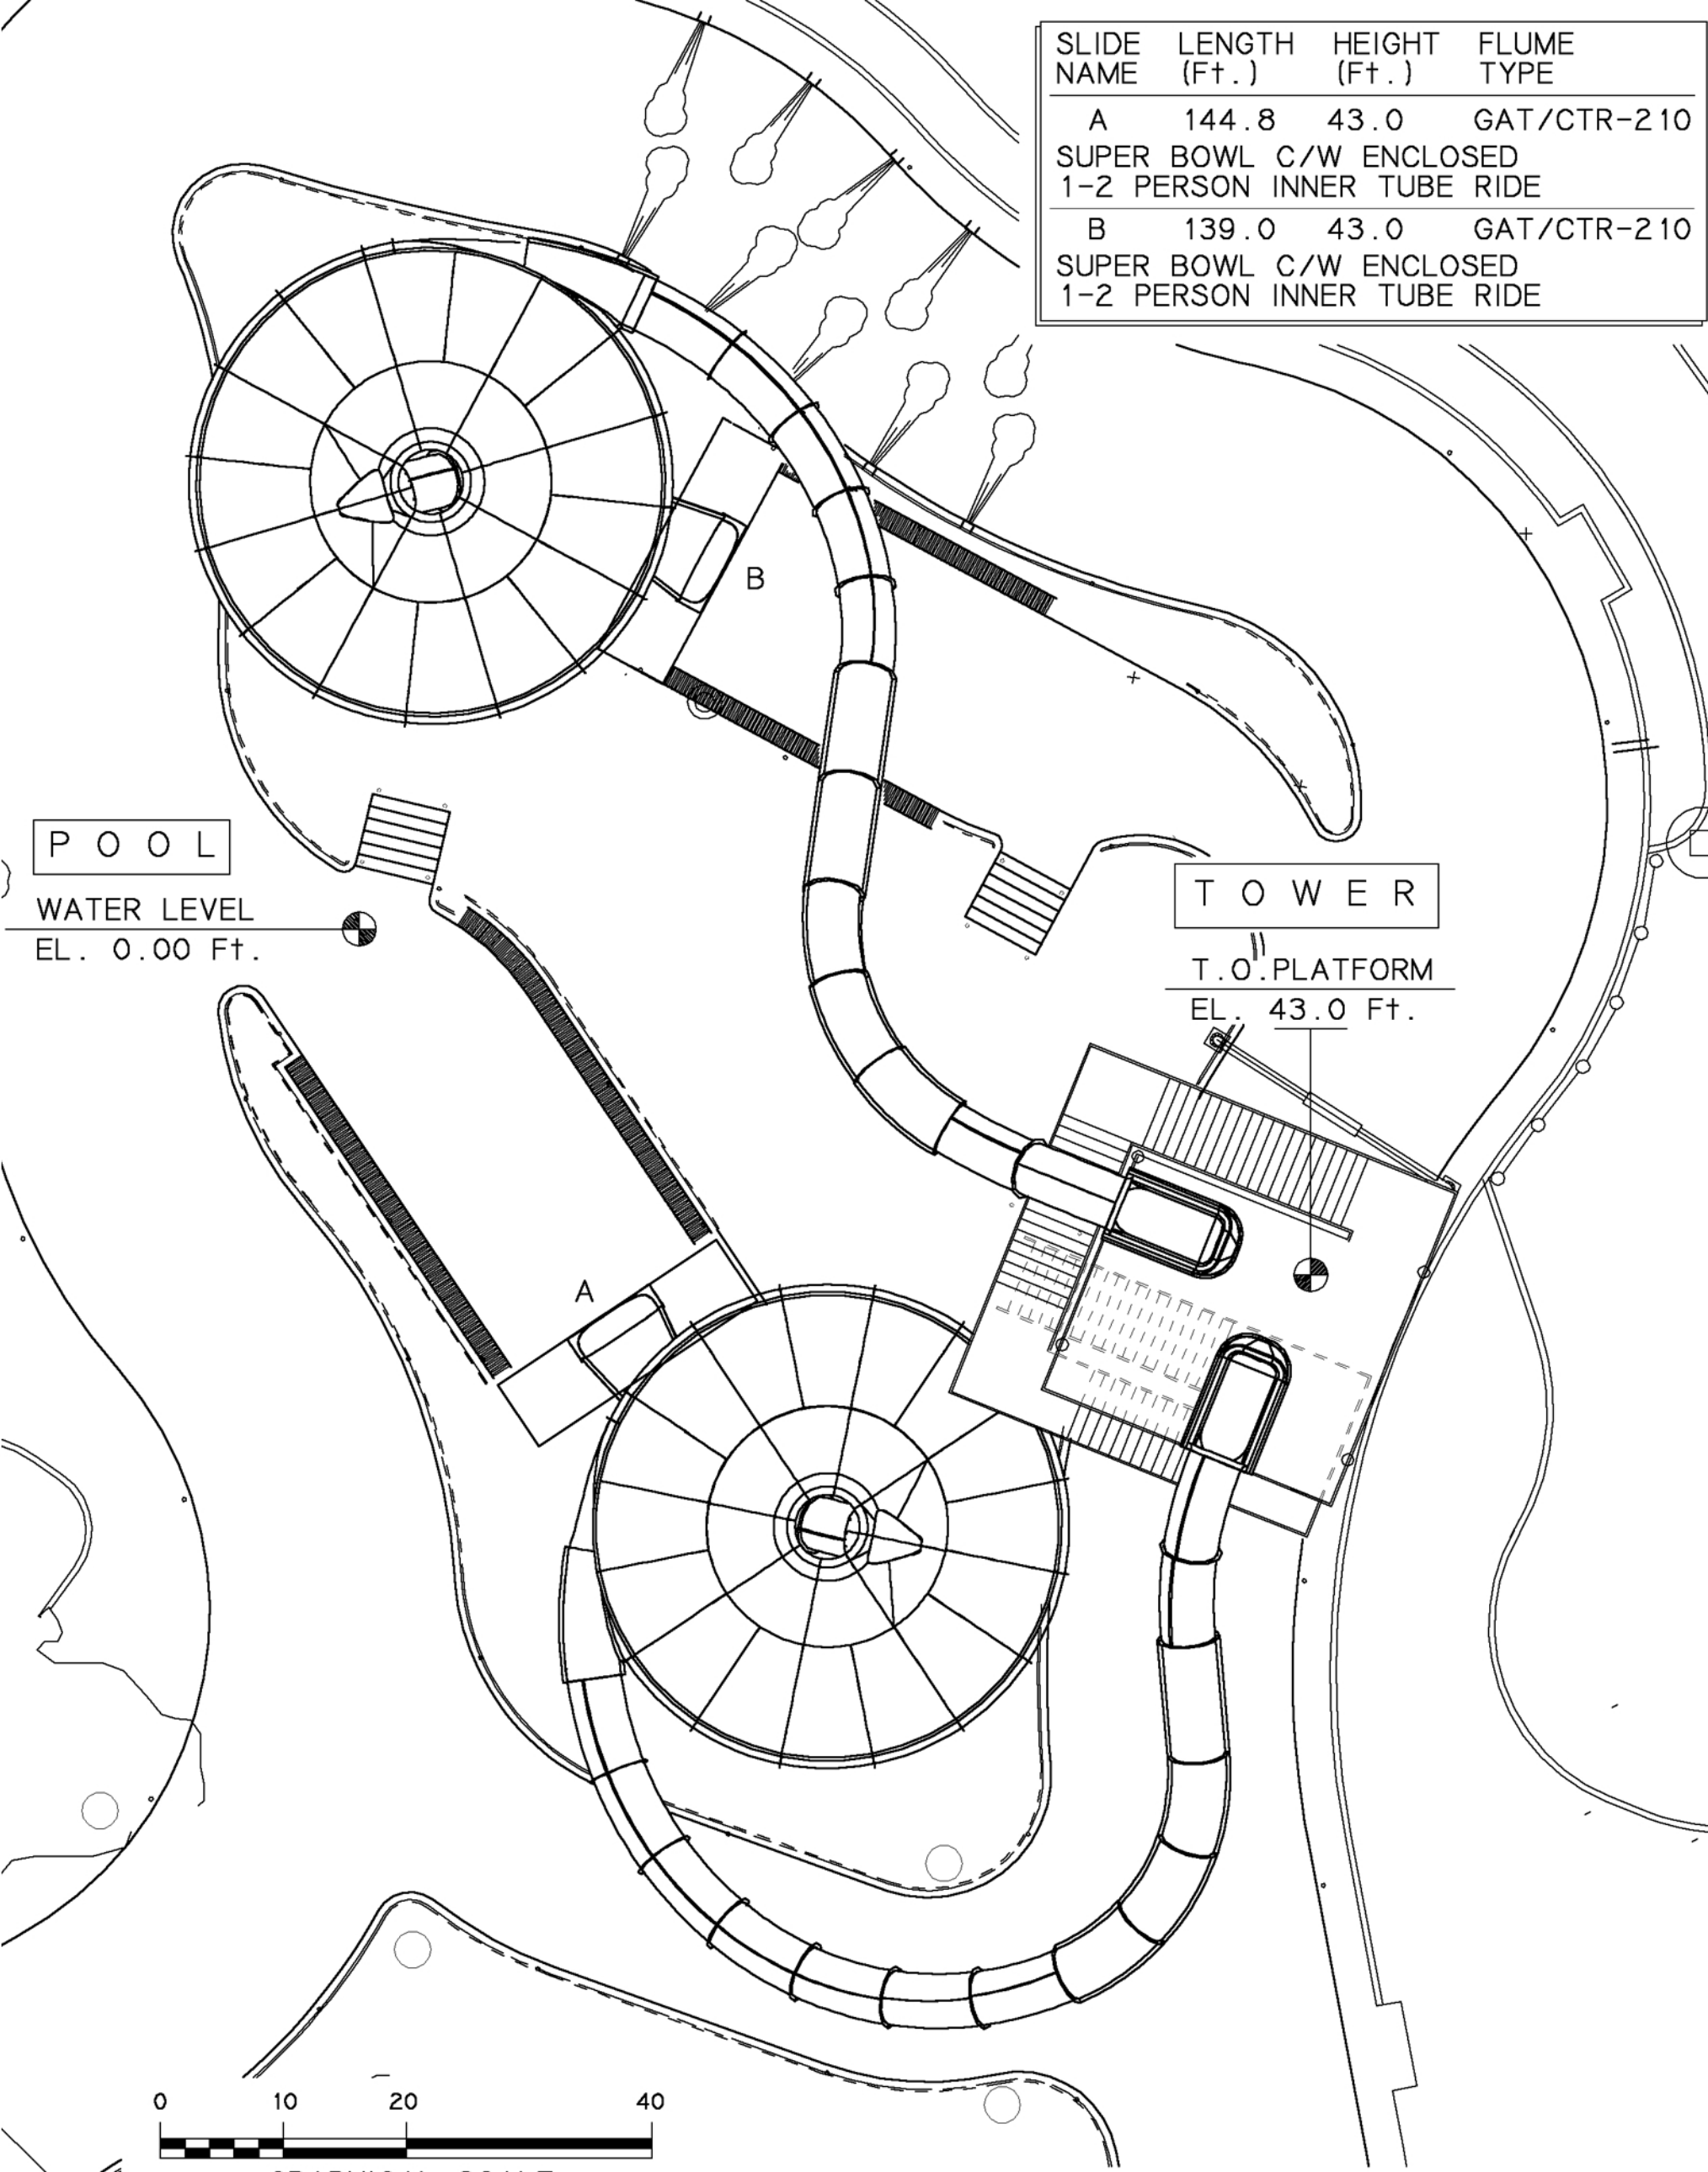 SLIDE LENGTH HEIGHT FLUME
NAME (Ft.) (Ft.) TYPE
A 144.8 43.0 GAT/CTR-210
SUPER BOWL C/W ENCLOSED
1-2 PERSON INNER TUBE RIDE
B 139.0 43.0 GAT/CTR-210
SUPER BOWL C/W ENCLOSED
1-2 PERSON INNER TUBE RIDE
B
POOL
WATER LEVEL
EL. 0.00 Ft.
TOWER
T.O.PLATFORM
EL. 43.0 Ft.
A
0 10 20 40